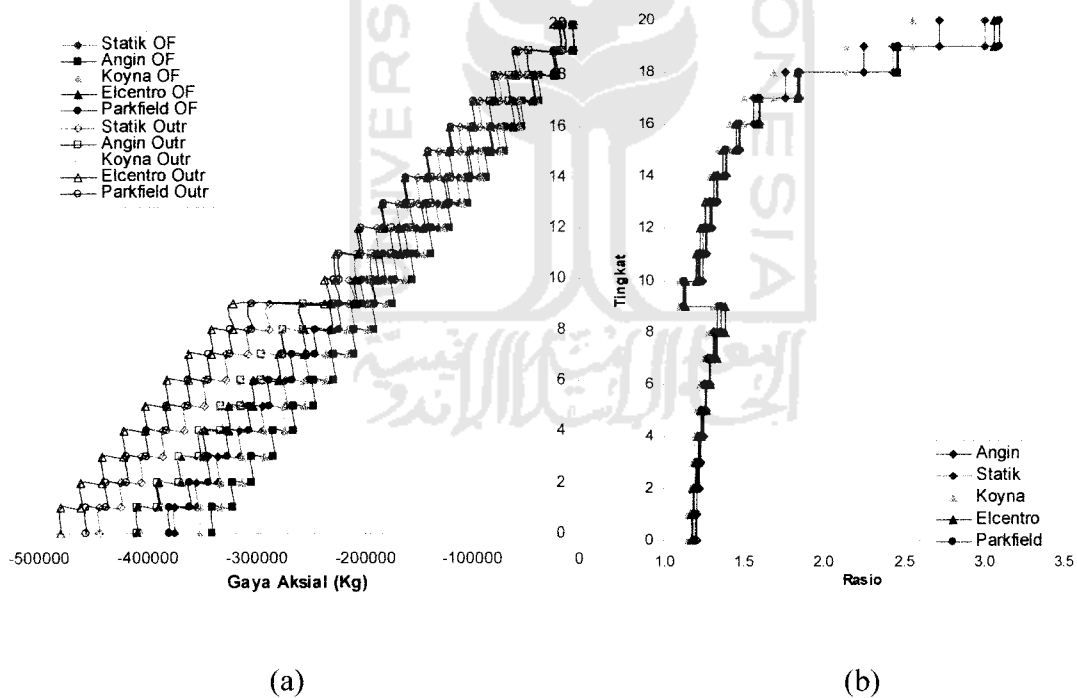 Statik OF
Angin OF
Koyna OF
Elcentro OF
Parkfield OF
Statik Outr
Angin Outr
Koyna Outr
Elcentro Outr
Parkfield Outr
20
18
16
14
12
10
8
6
4
2
0
-500000 -400000 -300000 -200000 -100000 0
Gaya Aksial (Kg)
Tingkat
20
18
16
14
12
10
8
6
4
2
0
1.0 1.5 2.0 2.5 3.0 3.5
Rasio
Angin
Statik
Koyna
Elcentro
Parkfield
(a) (b)